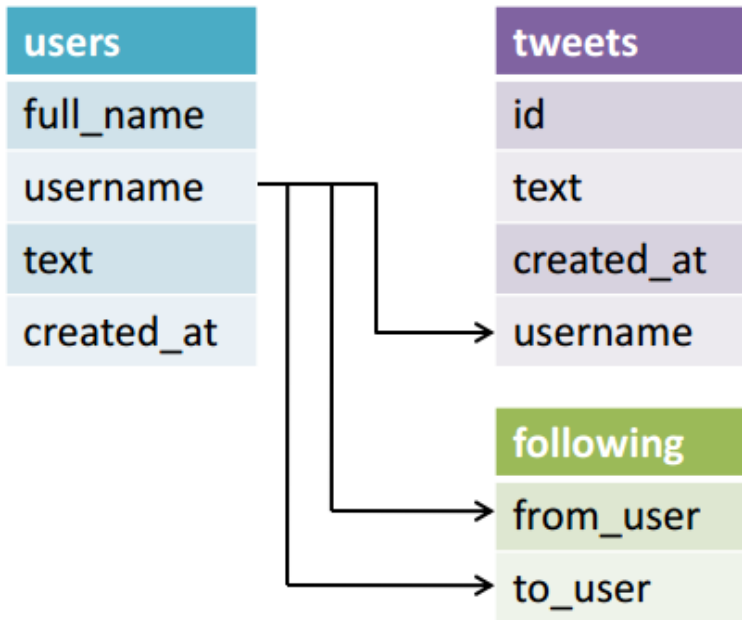 users
full_name
username
text
created_at
tweets
id
text
created_at
username
following
from_user
to_user